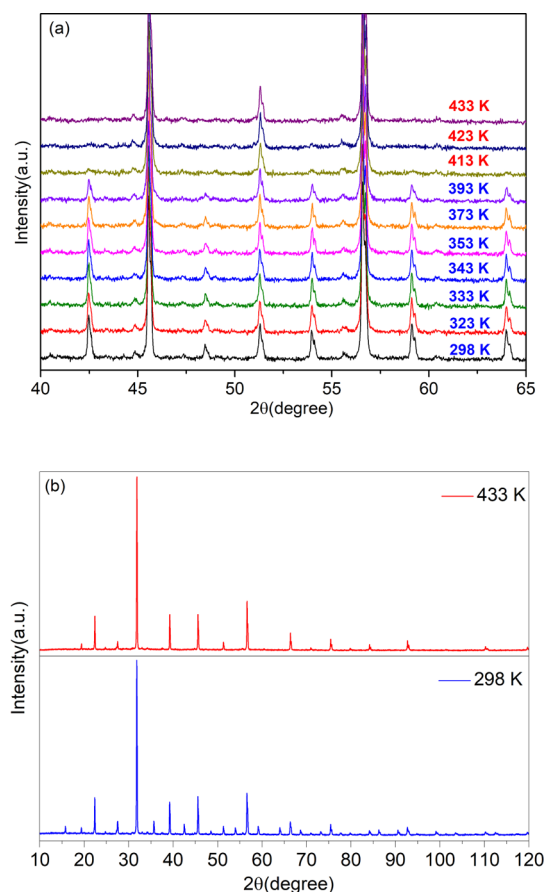 (a)
433 K
423 K
413 K
393 K
373 K
353 K
343 K
333 K
323 K
298 K
Intensity(a.u.)
40 45 50 55 60 65
2θ(degree)
(b)
433 K
298 K
Intensity(a.u.)
10 20 30 40 50 60 70 80 90 100 110 120
2θ(degree)